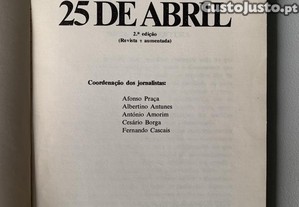 CustoJusto.pt
25 DE ABRIL
2.ª edição
(Revista e aumentada)
Coordenação dos jornalistas:
Afonso Praça
Albertino Antunes
António Amorim
Cesário Borga
Fernando Cascais